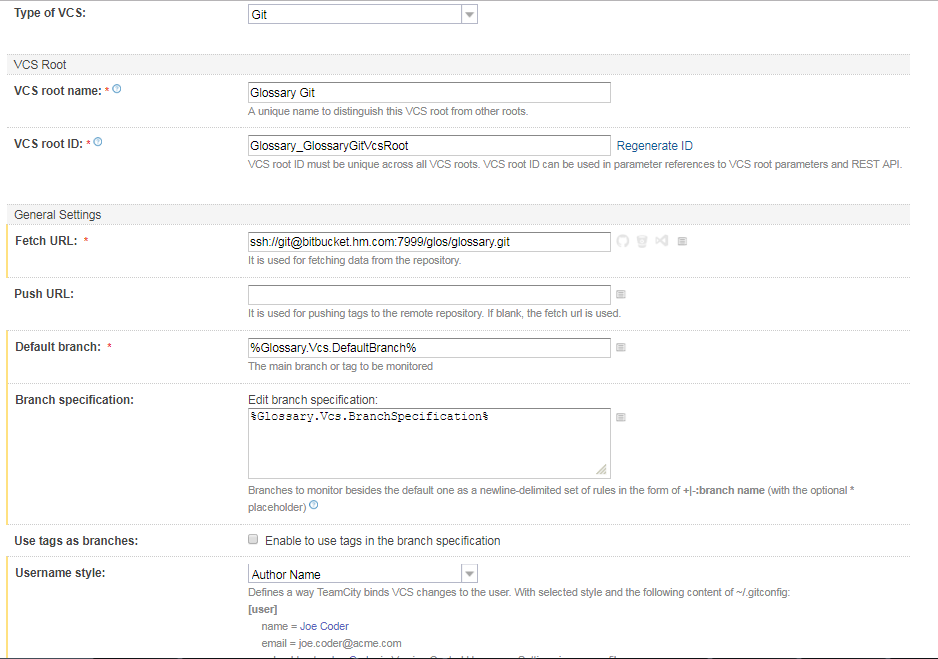 Type of VCS: Git
VCS Root
VCS root name: * Glossary Git
A unique name to distinguish this VCS root from other roots.
VCS root ID: * Glossary_GlossaryGitVcsRoot Regenerate ID
VCS root ID must be unique across all VCS roots. VCS root ID can be used in parameter references to VCS root parameters and REST API.
General Settings
Fetch URL: * ssh://git@bitbucket.hm.com:7999/glos/glossary.git
It is used for fetching data from the repository.
Push URL:
It is used for pushing tags to the remote repository. If blank, the fetch url is used.
Default branch: * %Glossary.Vcs.DefaultBranch%
The main branch or tag to be monitored
Branch specification: Edit branch specification:
%Glossary.Vcs.BranchSpecification%
Branches to monitor besides the default one as a newline-delimited set of rules in the form of +|-:branch name (with the optional *
placeholder)
Use tags as branches: Enable to use tags in the branch specification
Username style: Author Name
Defines a way TeamCity binds VCS changes to the user. With selected style and the following content of ~/.gitconfig:
[user]
name = Joe Coder
email = joe.coder@acme.com